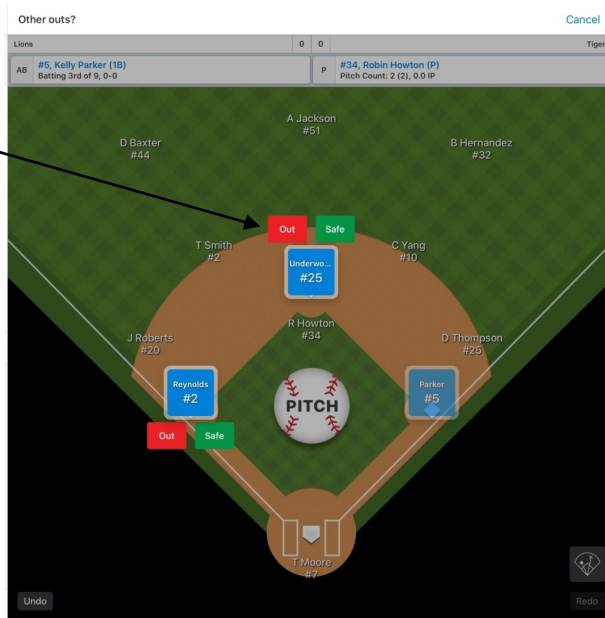 Other outs?
Cancel
Lions
0
0
Tiger
AB
#5, Kelly Parker (1B)
Batting 3rd of 9, 0-0
P
#34, Robin Howton (P)
Pitch Count: 2 (2), 0.0 IP
A Jackson
#51
D Baxter
#44
B Hernandez
#32
Out
Safe
T Smith
#2
Underwo...
#25
C Yang
#10
R Howton
#34
J Roberts
#20
D Thompson
#25
Reynolds
#2
PITCH
Parker
#5
Out
Safe
T Moore
#7
Undo
Redo